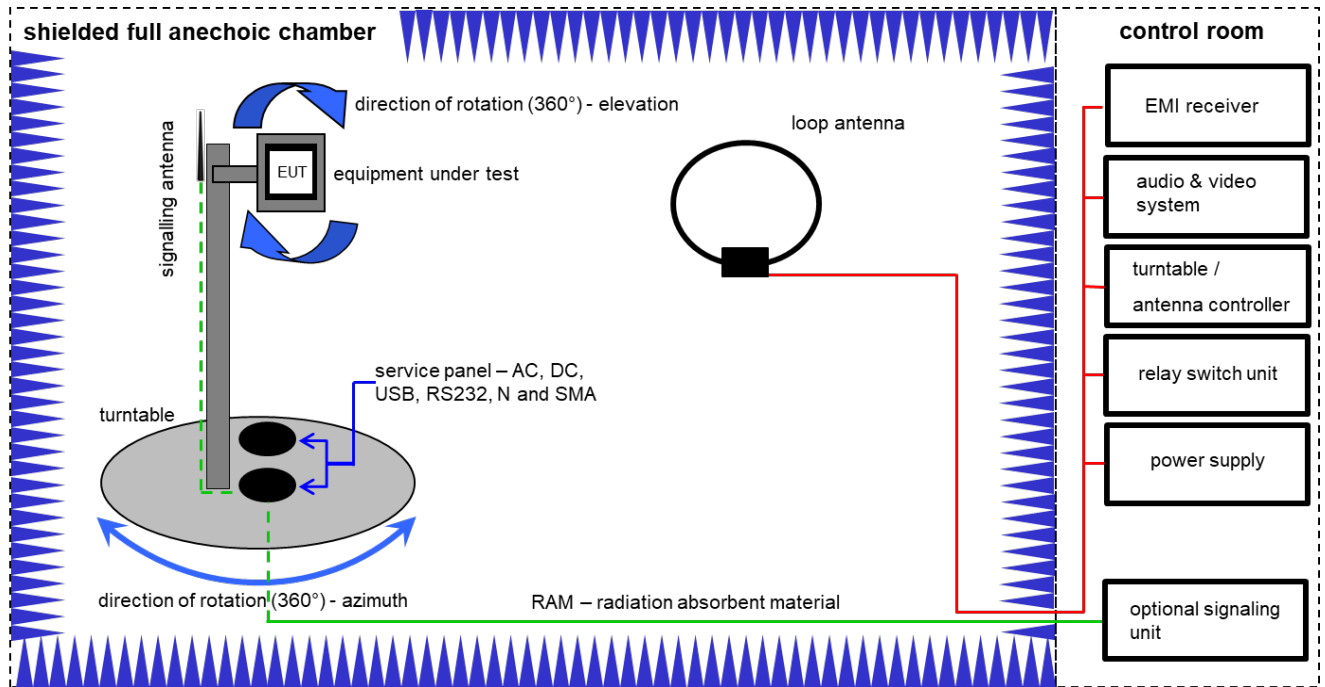 shielded full anechoic chamber
control room
direction of rotation (360°) - elevation
signalling antenna
EUT
equipment under test
loop antenna
EMI receiver
audio & video
system
turntable /
antenna controller
relay switch unit
power supply
service panel – AC, DC,
USB, RS232, N and SMA
turntable
direction of rotation (360°) - azimuth
RAM – radiation absorbent material
optional signaling
unit